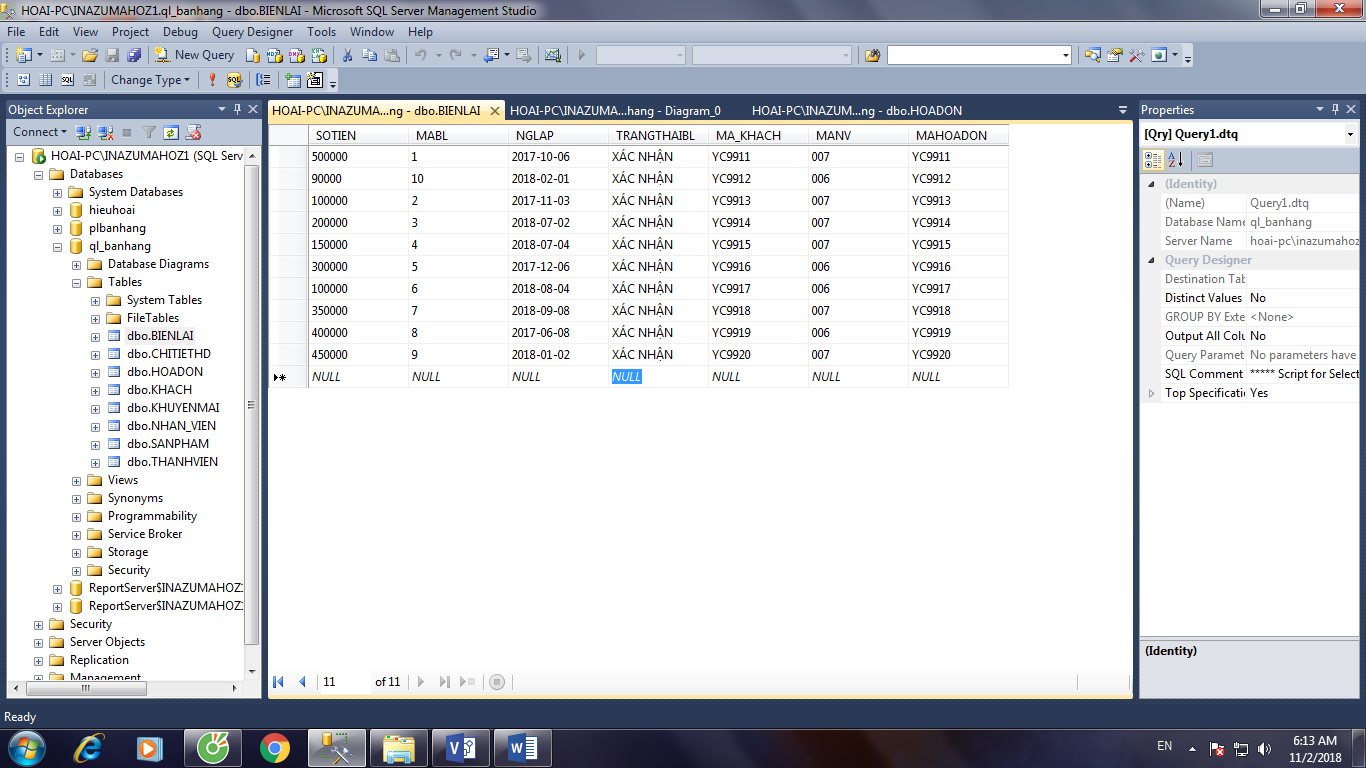 HOAI-PC\INAZUMAHOZ1.ql_banhang - dbo.BIENLAI - Microsoft SQL Server Management Studio
File Edit View Project Debug Query Designer Tools Window Help
New Query
Change Type
Object Explorer
Connect
HOAI-PC\INAZUMAHOZ1 (SQL Serv
Databases
System Databases
hieuhoai
plbanhang
ql_banhang
Database Diagrams
Tables
System Tables
FileTables
dbo.BIENLAI
dbo.CHITIETHD
dbo.HOADON
dbo.KHACH
dbo.KHUYENMAI
dbo.NHAN_VIEN
dbo.SANPHAM
dbo.THANHVIEN
Views
Synonyms
Programmability
Service Broker
Storage
Security
ReportServer$INAZUMAHOZ1
ReportServer$INAZUMAHOZ1
Security
Server Objects
Replication
Management
HOAI-PC\INAZUMA...ng - dbo.BIENLAI HOAI-PC\INAZUMA...hang - Diagram_0 HOAI-PC\INAZUM...ng - dbo.HOADON
SOTIEN MABL NGLAP TRANGTHAIBL MA_KHACH MANV MAHOADON
500000 1 2017-10-06 XÁC NHẬN YC9911 007 YC9911
90000 10 2018-02-01 XÁC NHẬN YC9912 006 YC9912
100000 2 2017-11-03 XÁC NHẬN YC9913 007 YC9913
200000 3 2018-07-02 XÁC NHẬN YC9914 007 YC9914
150000 4 2018-07-04 XÁC NHẬN YC9915 007 YC9915
300000 5 2017-12-06 XÁC NHẬN YC9916 006 YC9916
100000 6 2018-08-04 XÁC NHẬN YC9917 006 YC9917
350000 7 2018-09-08 XÁC NHẬN YC9918 007 YC9918
400000 8 2017-06-08 XÁC NHẬN YC9919 006 YC9919
450000 9 2018-01-02 XÁC NHẬN YC9920 007 YC9920
NULL NULL NULL NULL NULL NULL NULL
11 of 11
Properties
[Qry] Query1.dtq
(Identity)
(Name) Query1.dtq
Database Name ql_banhang
Server Name hoai-pc\inazumahoz
Query Designer
Destination Tab
Distinct Values No
GROUP BY Exte <None>
Output All Colu No
Query Paramet No parameters have
SQL Comment ***** Script for Select
Top Specificatio Yes
(Identity)
Ready
EN
6:13 AM
11/2/2018